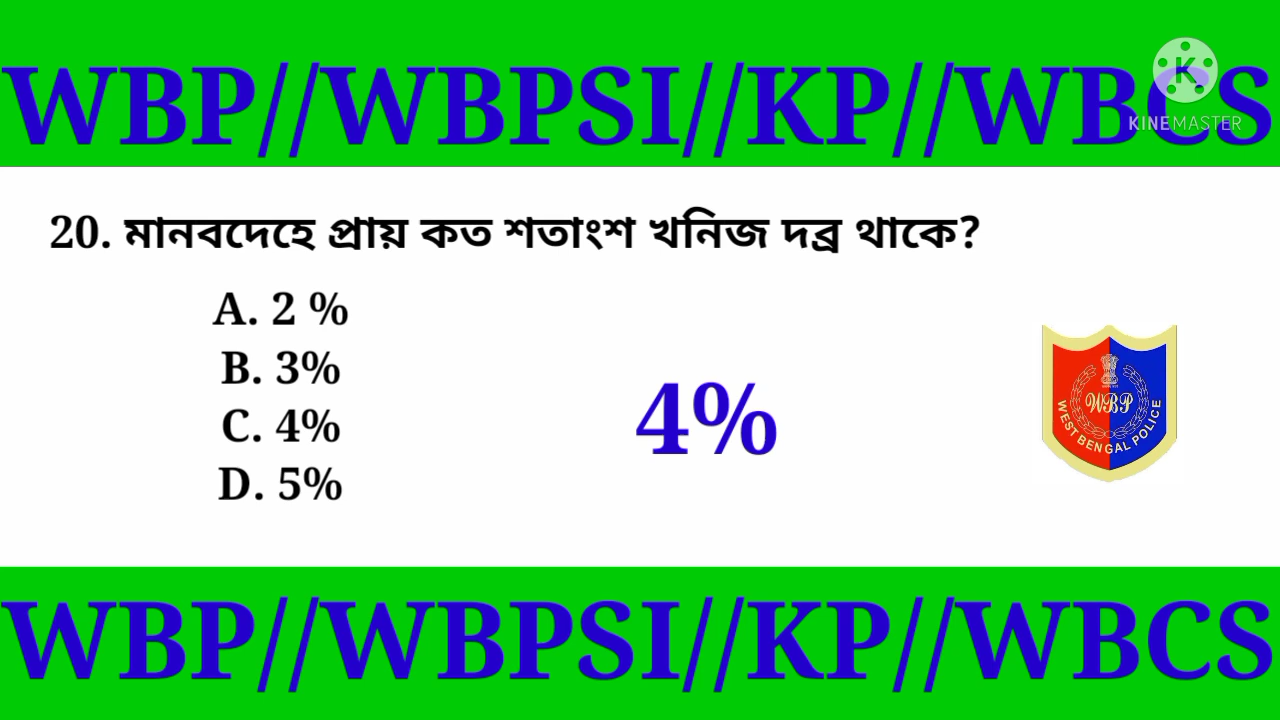 WBP//WBPSI//KP//WBCS
KINEMASTER
20. মানবদেহে প্রায় কত শতাংশ খনিজ দব্র থাকে?
A. 2 %
B. 3%
C. 4%
D. 5%
4%
WBP
WEST BENGAL POLICE
WBP//WBPSI//KP//WBCS